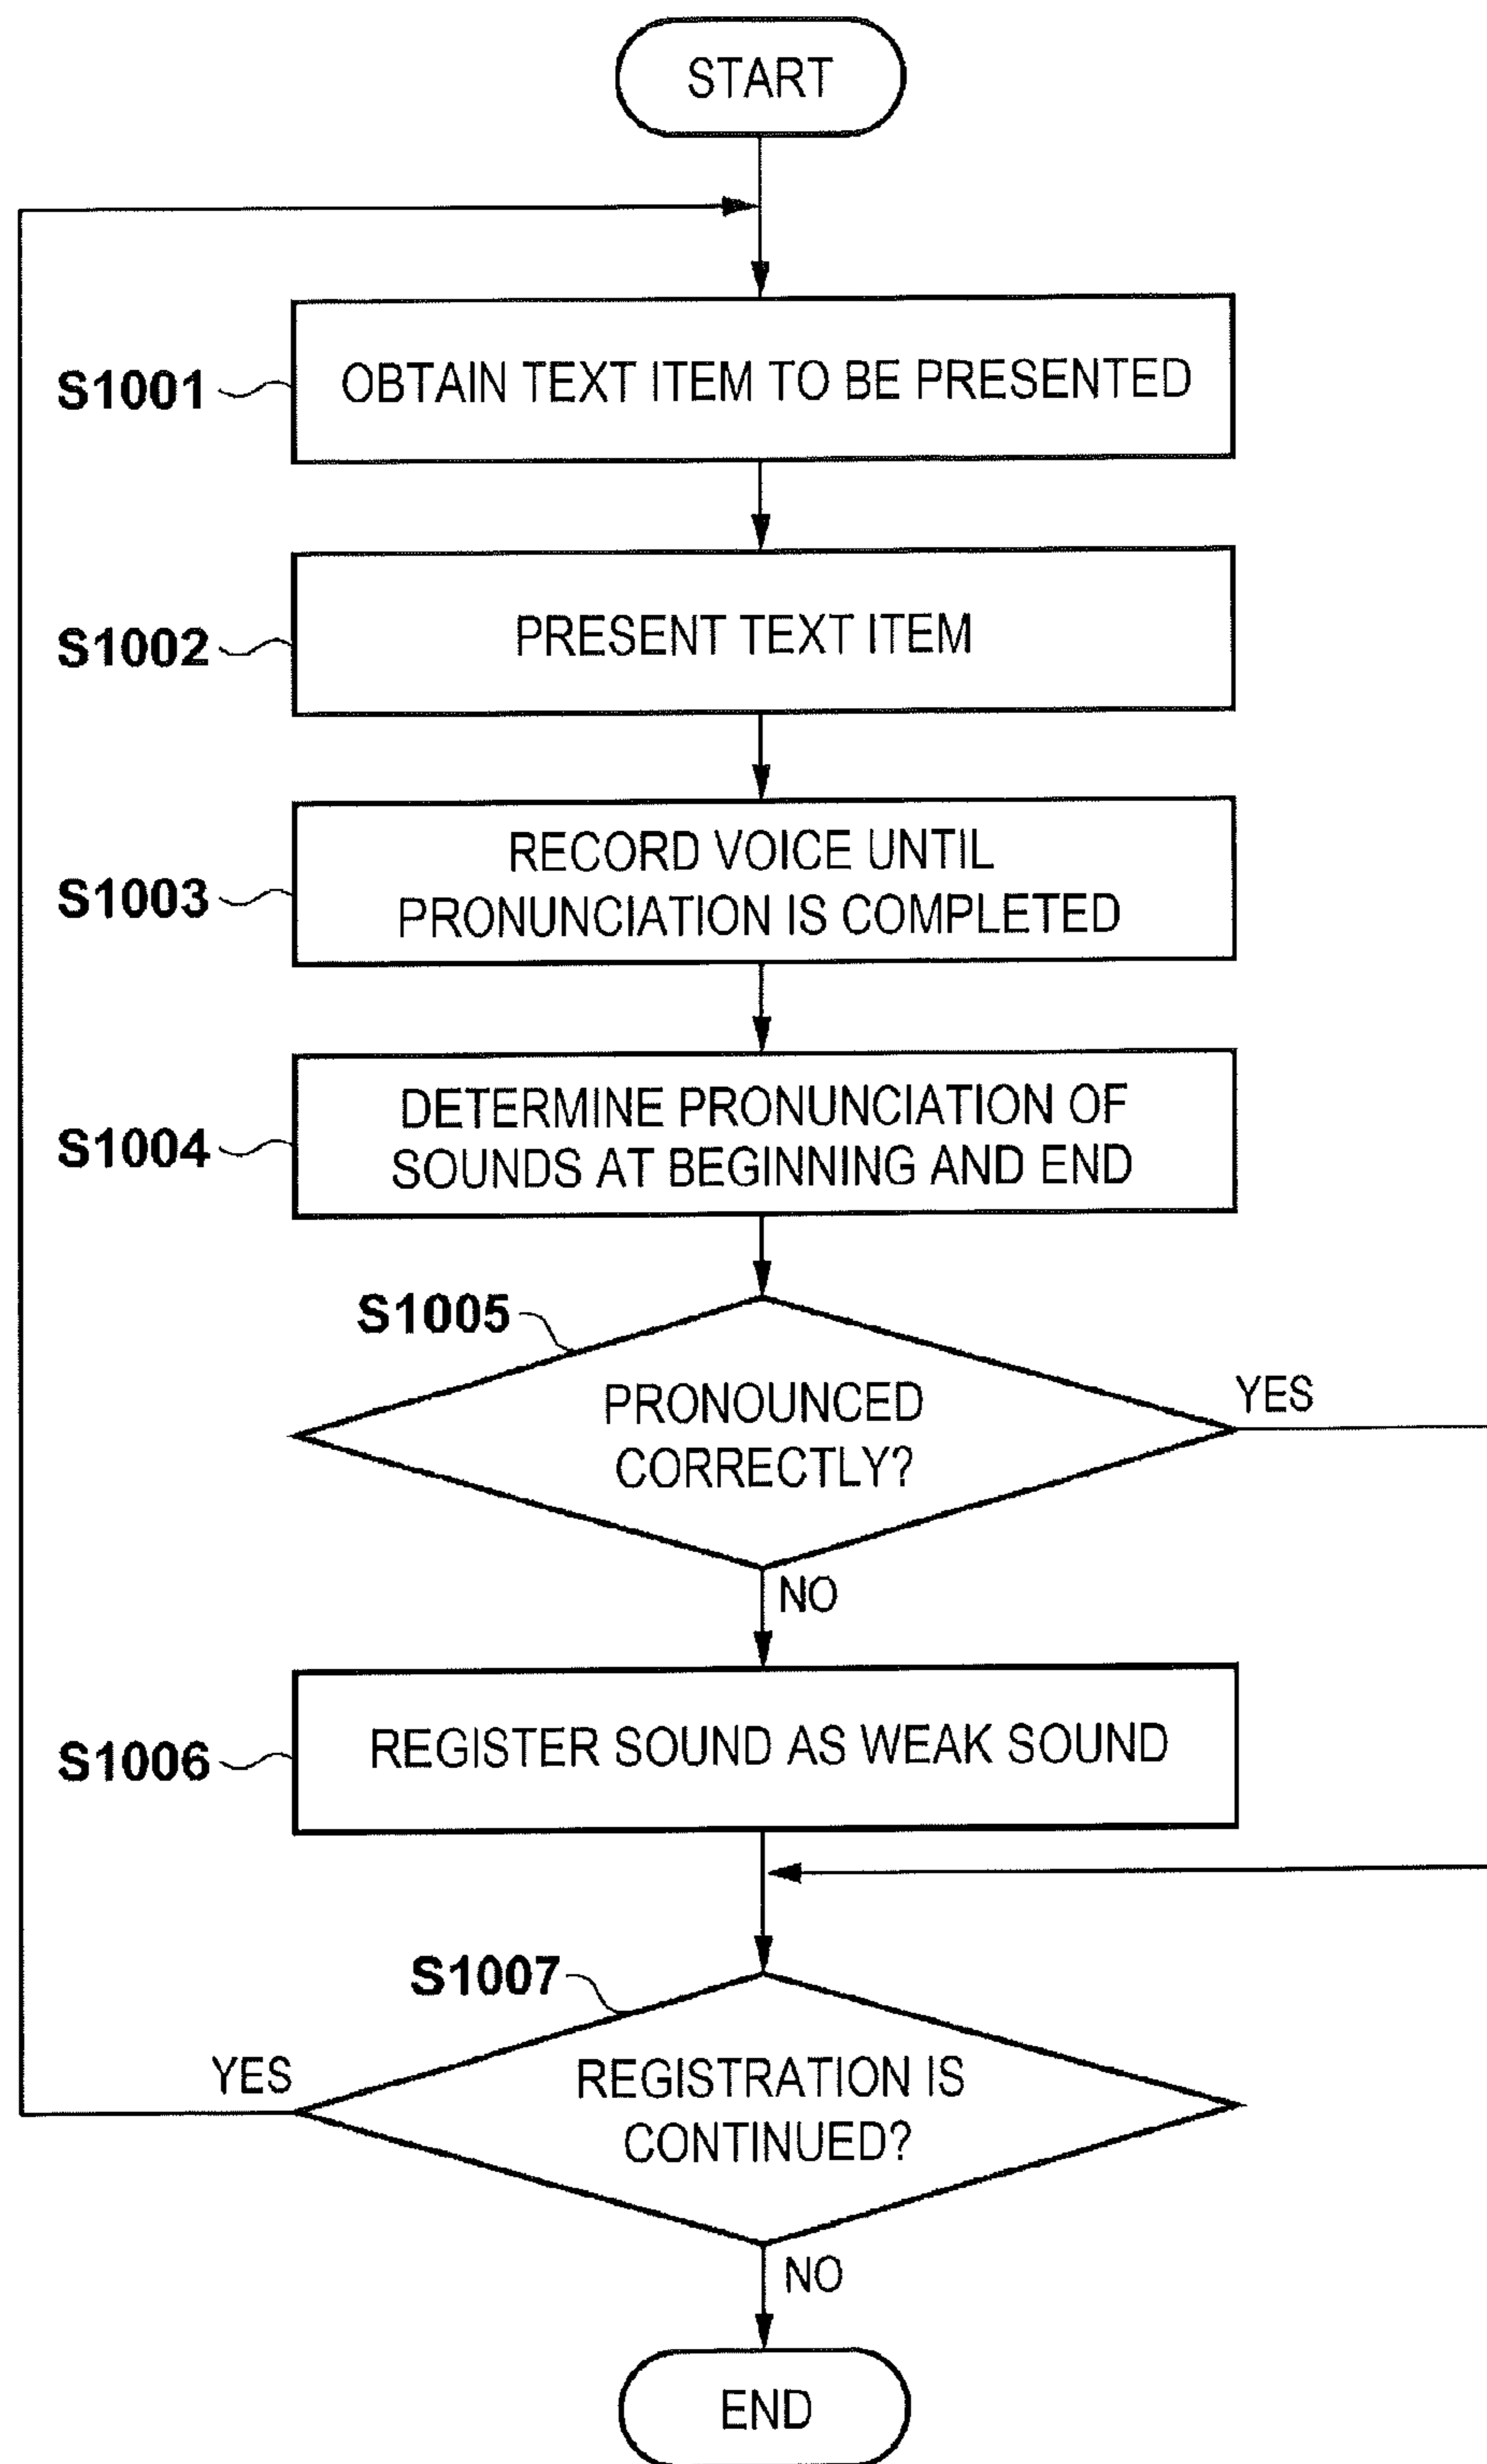 START
S1001
OBTAIN TEXT ITEM TO BE PRESENTED
S1002
PRESENT TEXT ITEM
S1003
RECORD VOICE UNTIL
PRONUNCIATION IS COMPLETED
S1004
DETERMINE PRONUNCIATION OF
SOUNDS AT BEGINNING AND END
S1005
PRONOUNCED
CORRECTLY?
YES
NO
S1006
REGISTER SOUND AS WEAK SOUND
S1007
REGISTRATION IS
CONTINUED?
YES
NO
END